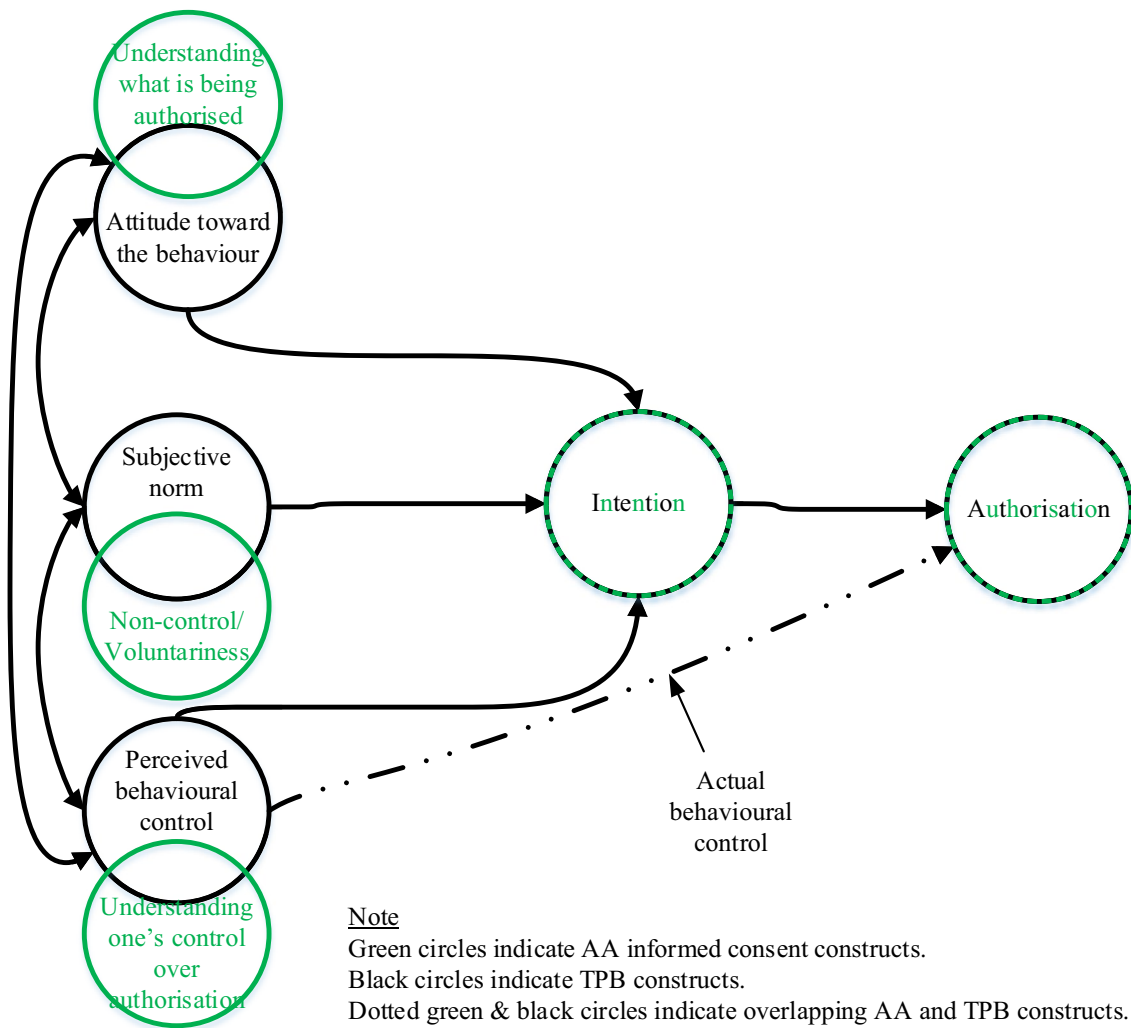 Understanding
what is being
authorised
Attitude toward
the behaviour
Subjective
norm
Non-control/
Voluntariness
Intention
Authorisation
Perceived
behavioural
control
Actual
behavioural
control
Understanding
one's control
over
authorisation
Note
Green circles indicate AA informed consent constructs.
Black circles indicate TPB constructs.
Dotted green & black circles indicate overlapping AA and TPB constructs.